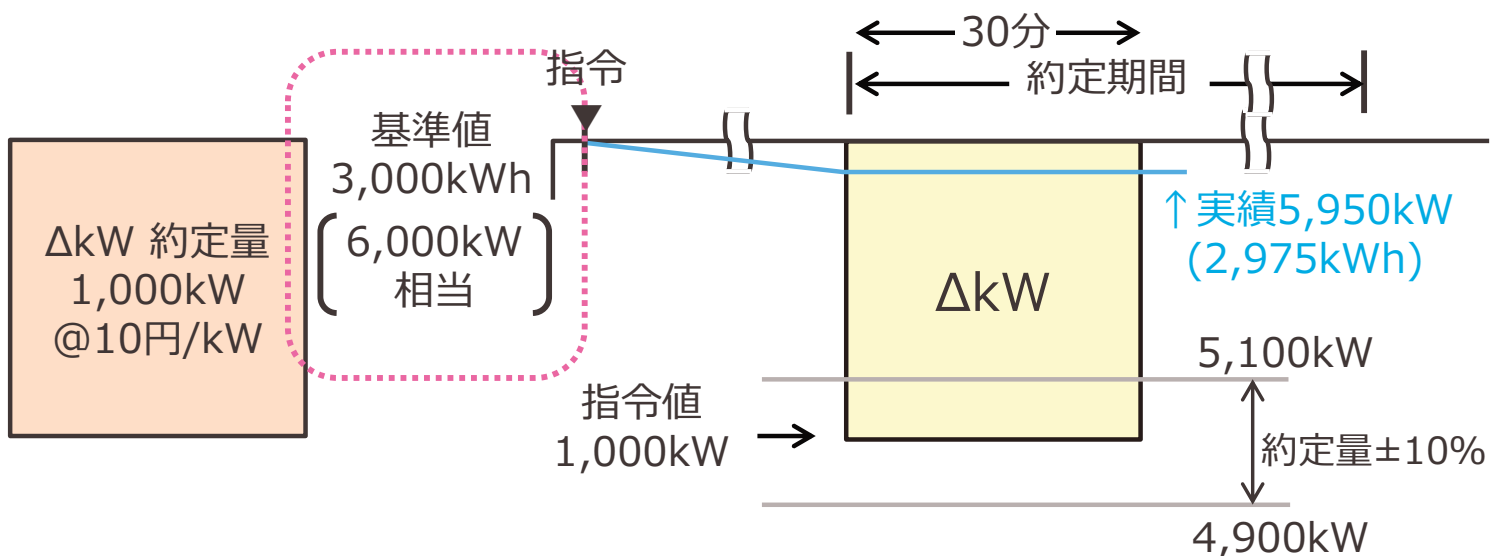 30分
約定期間
指令
基準値
3,000kWh
6,000kW
相当
ΔkW 約定量
1,000kW
@10円/kW
ΔkW
↑実績5,950kW
(2,975kWh)
5,100kW
指令値
1,000kW
約定量±10%
4,900kW